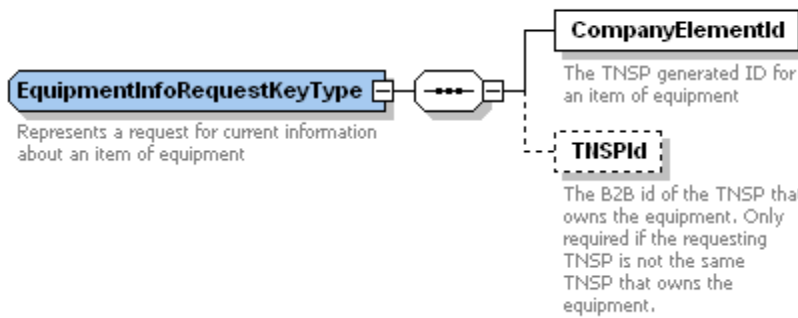 CompanyElementId
The TNSP generated ID for
an item of equipment
EquipmentInfoRequestKeyType
Represents a request for current information
about an item of equipment
TNSPId
The B2B id of the TNSP that
owns the equipment. Only
required if the requesting
TNSP is not the same
TNSP that owns the
equipment.